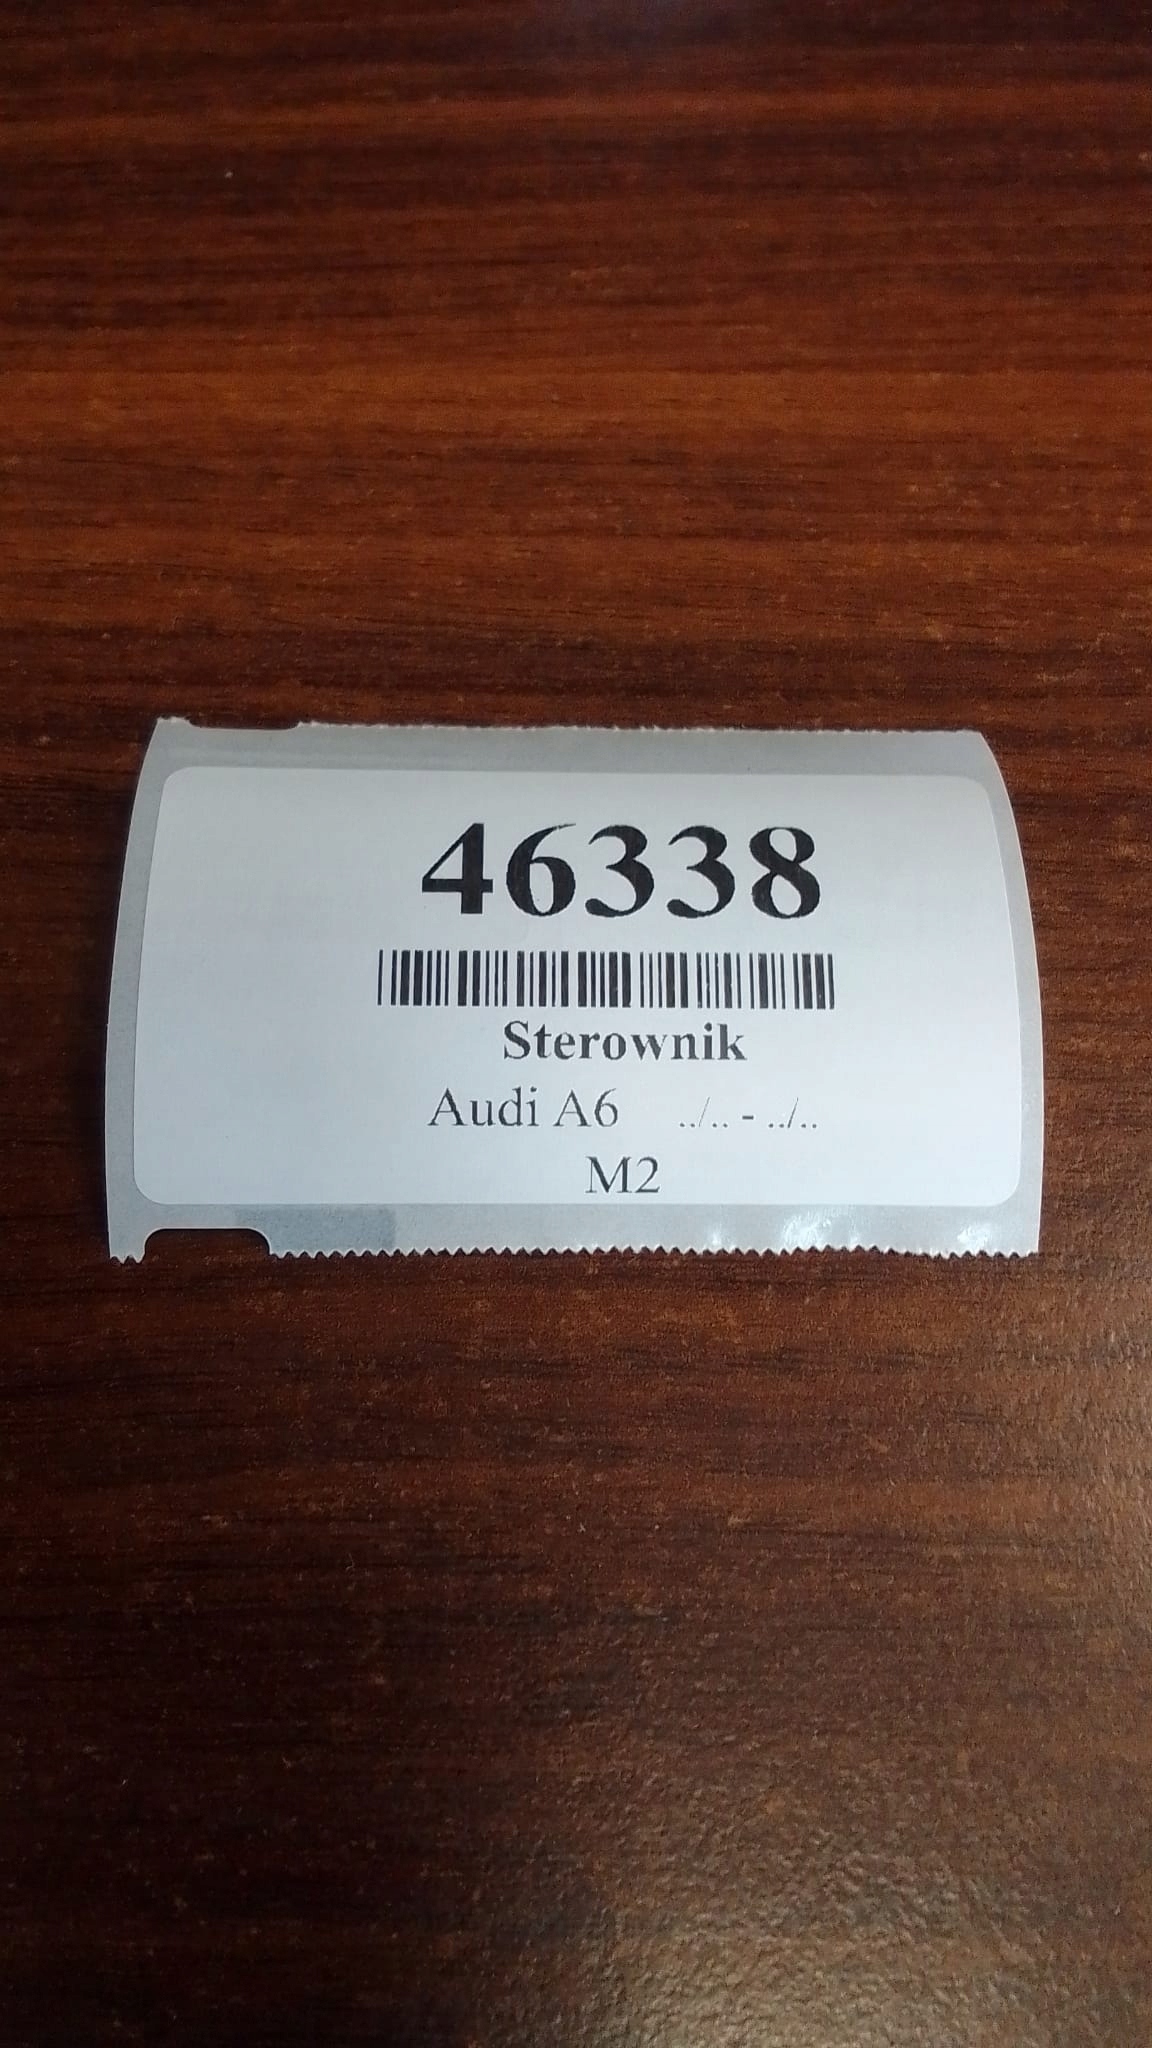 46338
Sterownik
Audi A6 ../.. - ../..
M2